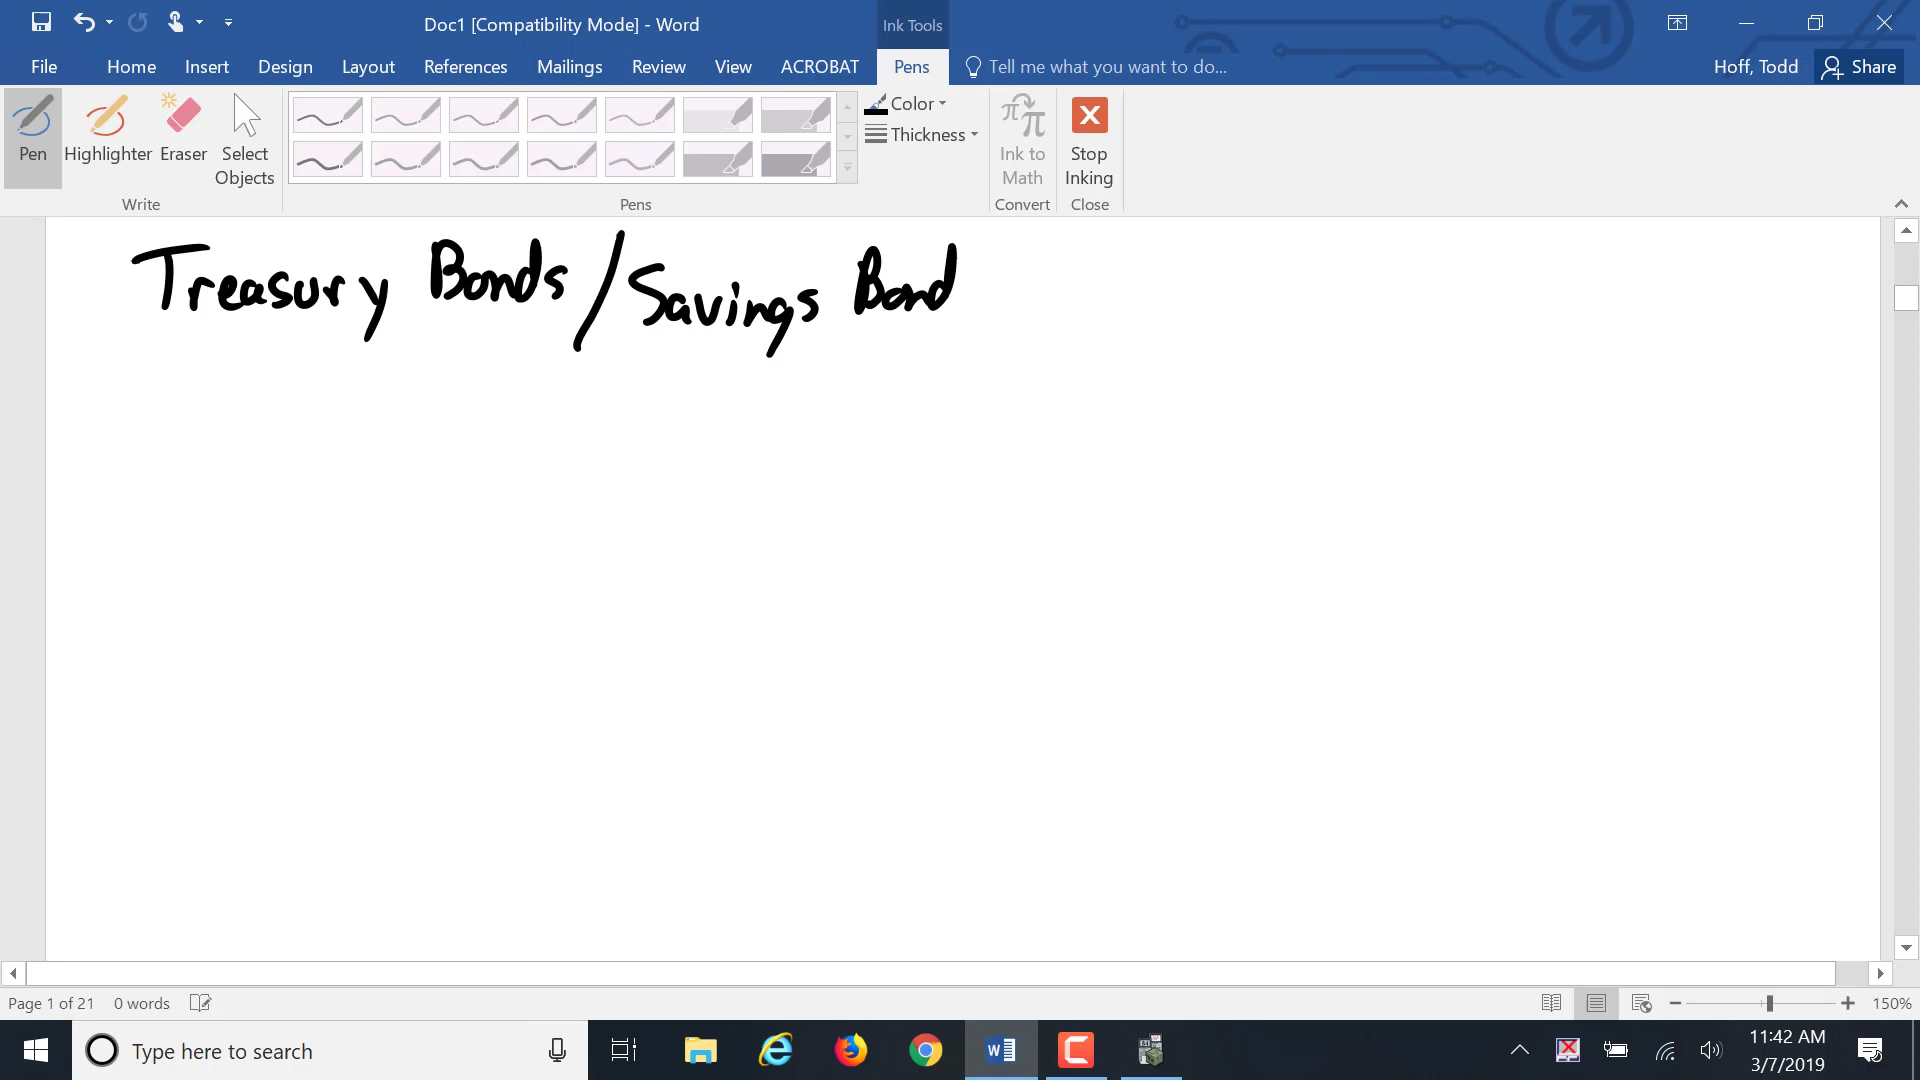 Doc1 [Compatibility Mode] - Word
Ink Tools
File Home Insert Design Layout References Mailings Review View ACROBAT Pens Tell me what you want to do... Hoff, Todd Share
Pen Highlighter Eraser Select Objects
Color
Thickness
Ink to Math
Stop Inking
Write Pens Convert Close
Treasury Bonds/Savings Bond
Page 1 of 21 0 words 150%
Type here to search
11:42 AM
3/7/2019